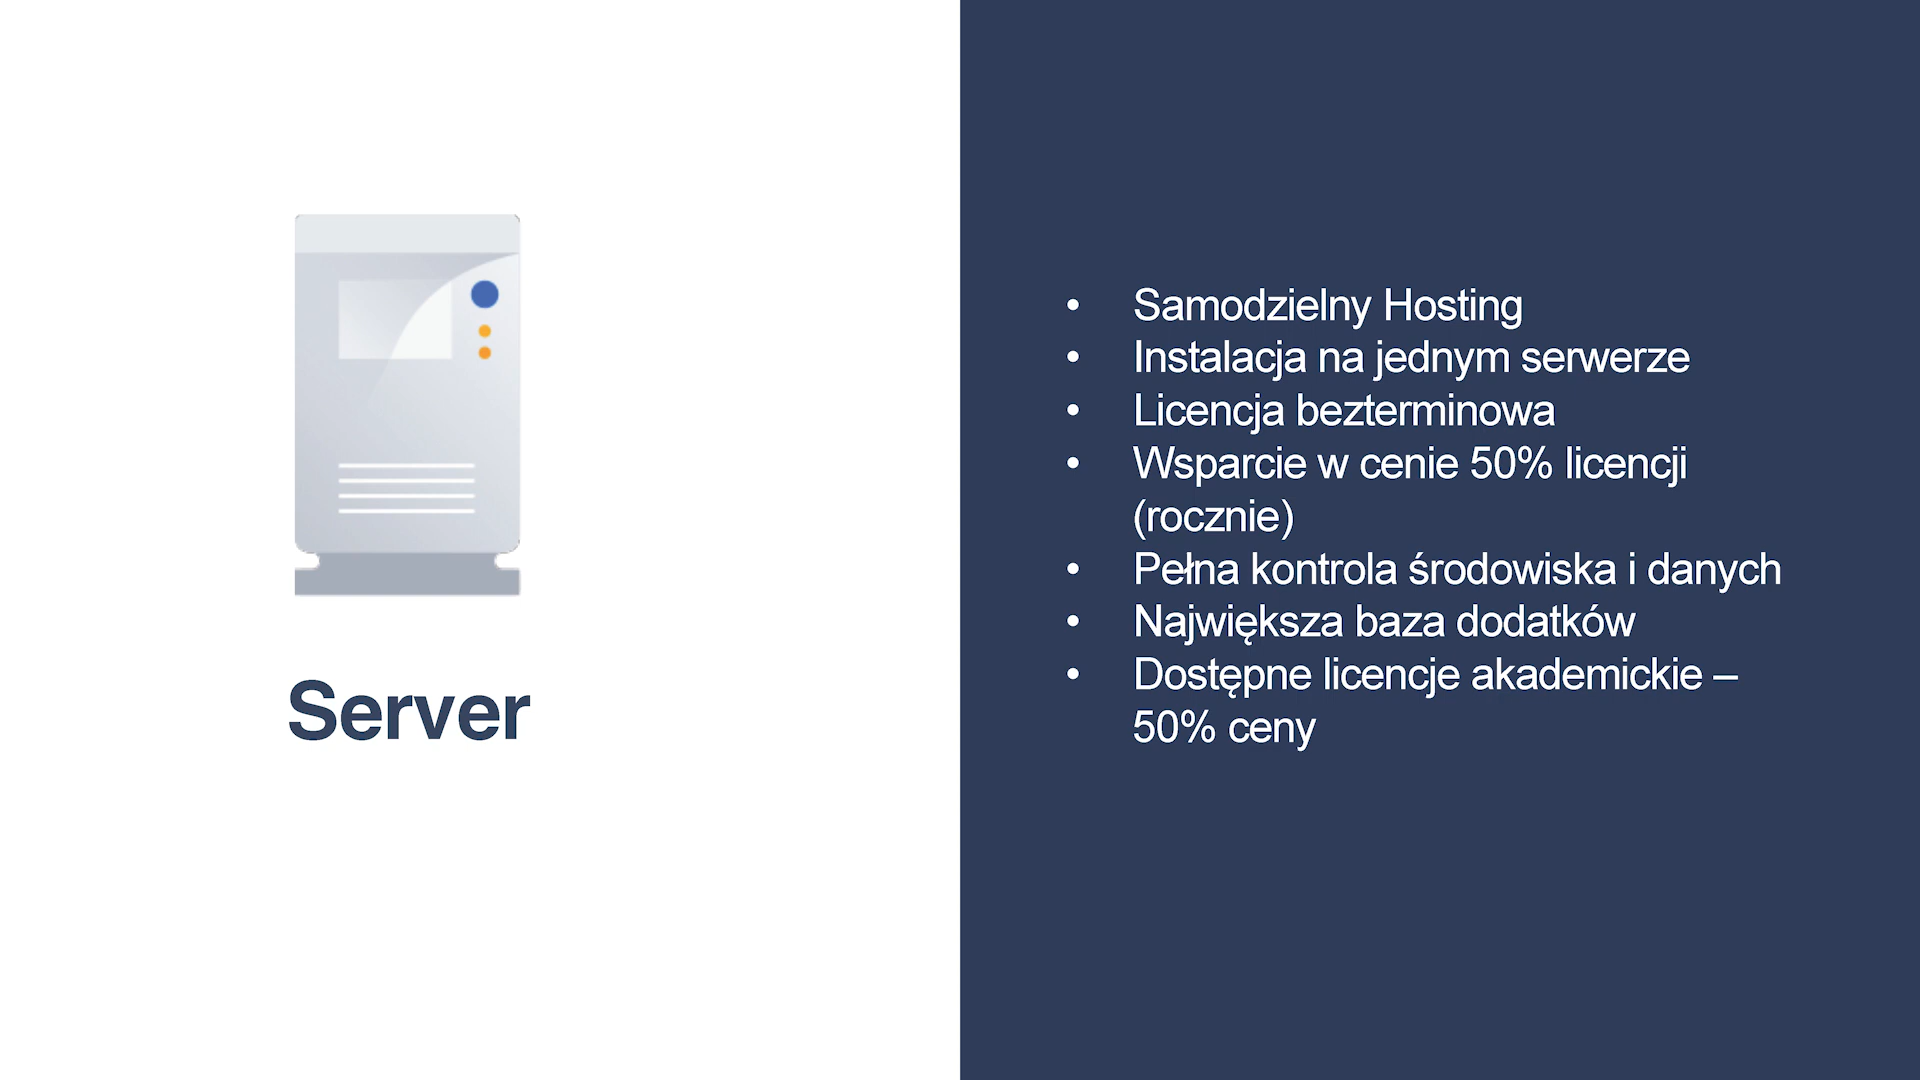 Server
• Samodzielny Hosting
• Instalacja na jednym serwerze
• Licencja bezterminowa
• Wsparcie w cenie 50% licencji
(rocznie)
• Pełna kontrola środowiska i danych
• Największa baza dodatków
• Dostępne licencje akademickie –
50% ceny